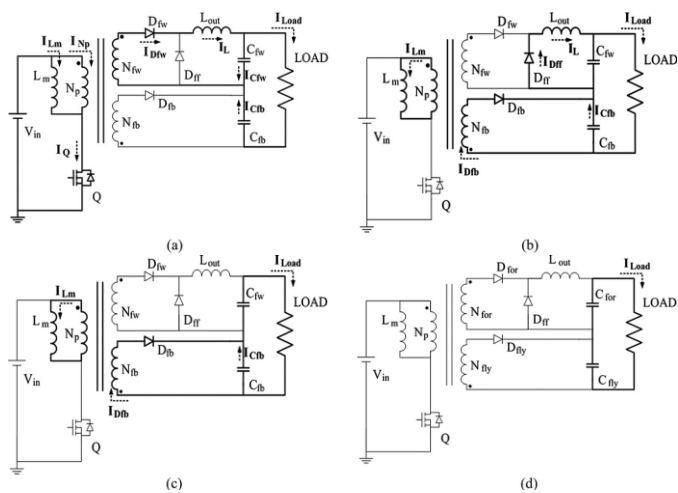 I_Lm I_Np D_fw L_out I_Load
I_Dfw I_L C_fw LOAD
L_m N_p N_fw D_ff I_Cfw
V_in D_fb I_Cfb
N_fb C_fb
I_Q
Q
(a)
I_Lm D_fw L_out I_Load
I_Dff I_L C_fw LOAD
L_m N_p N_fw D_ff
V_in D_fb I_Cfb
N_fb C_fb
I_Dfb
Q
(b)
I_Lm D_fw L_out I_Load
C_fw LOAD
L_m N_p N_fw D_ff
V_in D_fb I_Cfb
N_fb C_fb
I_Dfb
Q
(c)
D_for L_out I_Load
C_for LOAD
L_m N_p N_for D_ff
V_in D_fly
N_fly C_fly
Q
(d)